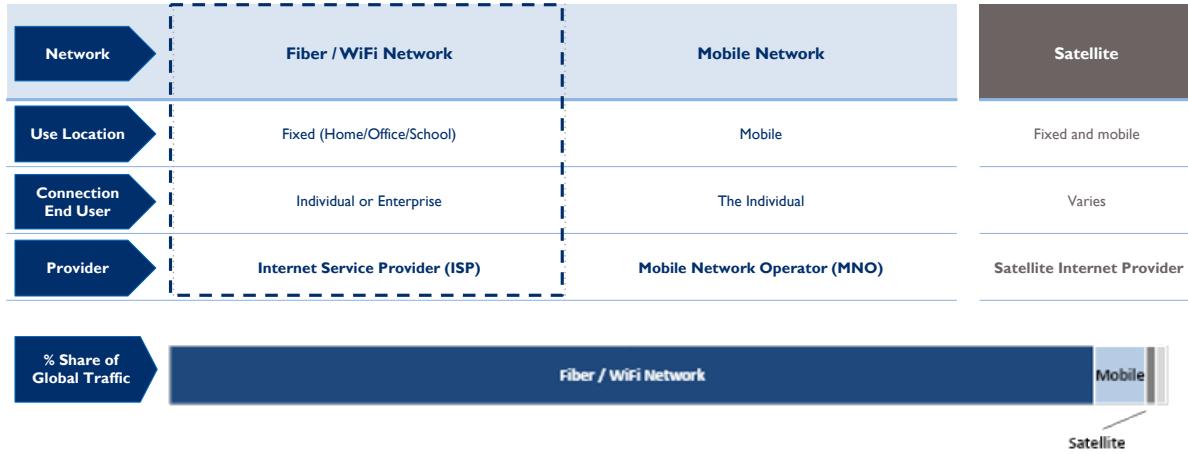 Network
Fiber / WiFi Network
Mobile Network
Satellite
Use Location
Fixed (Home/Office/School)
Mobile
Fixed and mobile
Connection
End User
Individual or Enterprise
The Individual
Varies
Provider
Internet Service Provider (ISP)
Mobile Network Operator (MNO)
Satellite Internet Provider
% Share of
Global Traffic
Fiber / WiFi Network
Mobile
Satellite